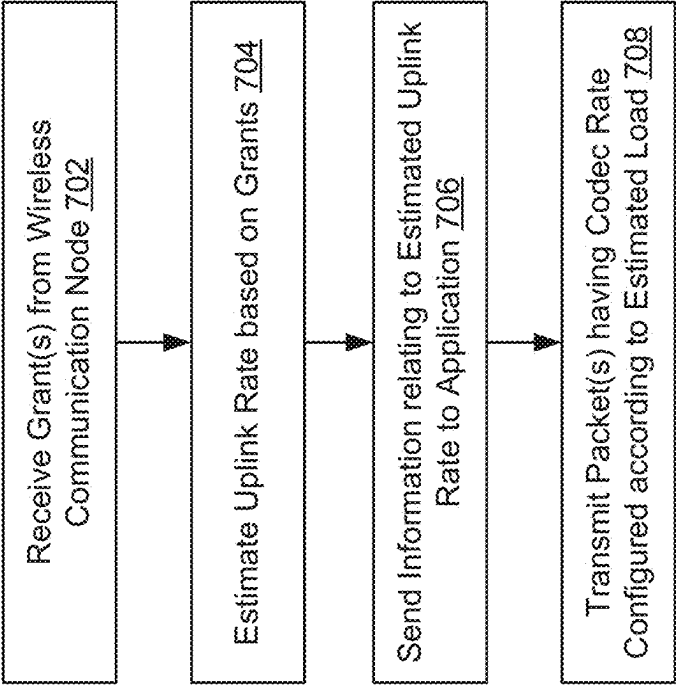 Receive Grant(s) from Wireless
Communication Node 702
Estimate Uplink Rate based on Grants 704
Send Information relating to Estimated Uplink
Rate to Application 706
Transmit Packet(s) having Codec Rate
Configured according to Estimated Load 708